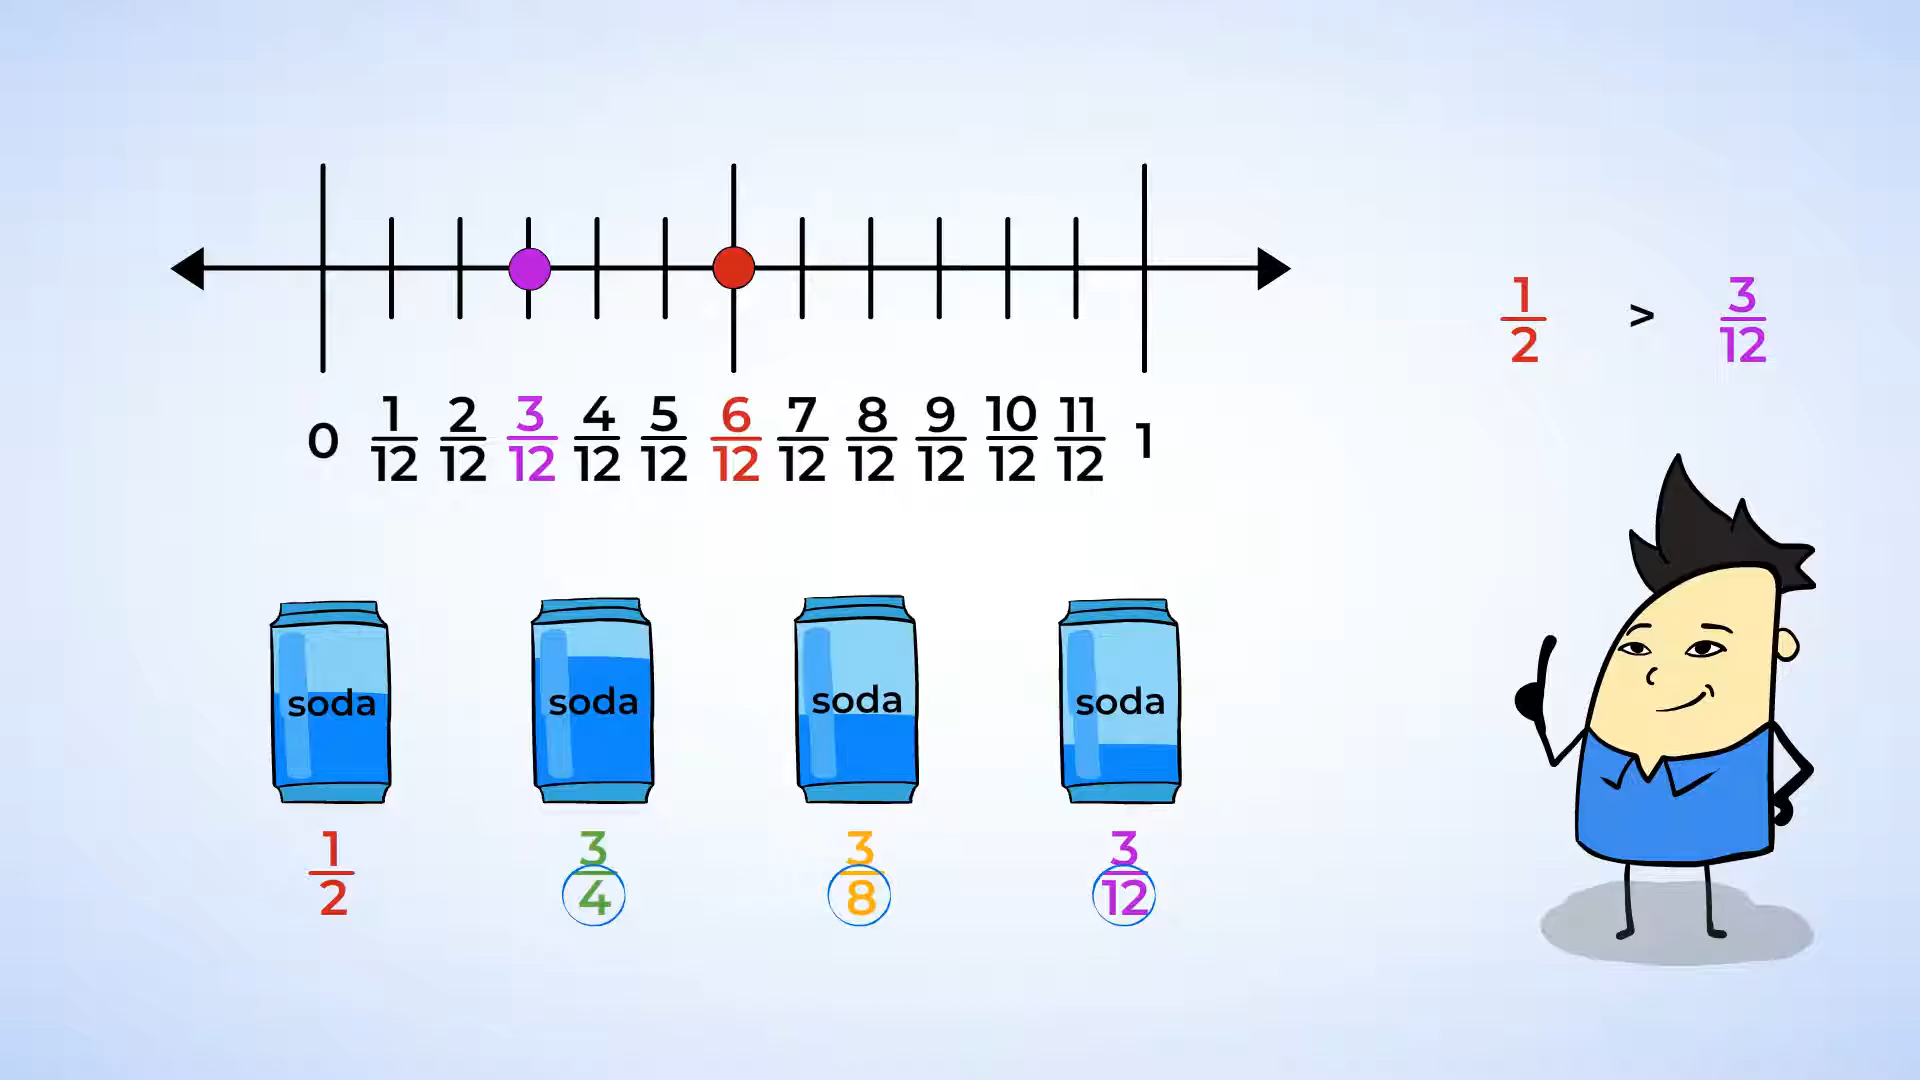 0 1/12 2/12 3/12 4/12 5/12 6/12 7/12 8/12 9/12 10/12 11/12 1
1/2 > 3/12
soda soda soda soda
1/2 3/4 3/8 3/12